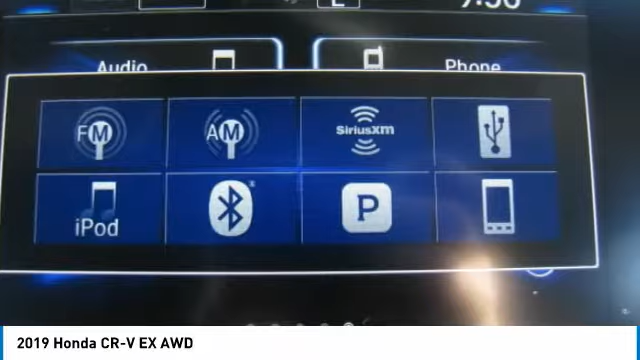 Audio
Phone
FM
AM
SiriusXM
iPod
P
2019 Honda CR-V EX AWD